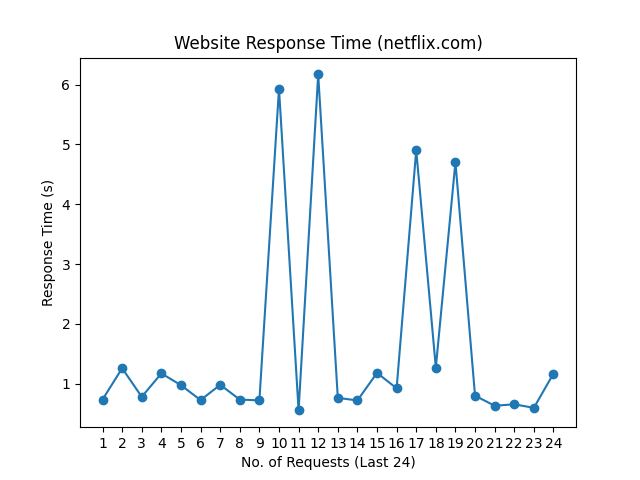 Website Response Time (netflix.com)
Response Time (s)
6
5
4
3
2
1
1 2 3 4 5 6 7 8 9 10 11 12 13 14 15 16 17 18 19 20 21 22 23 24
No. of Requests (Last 24)